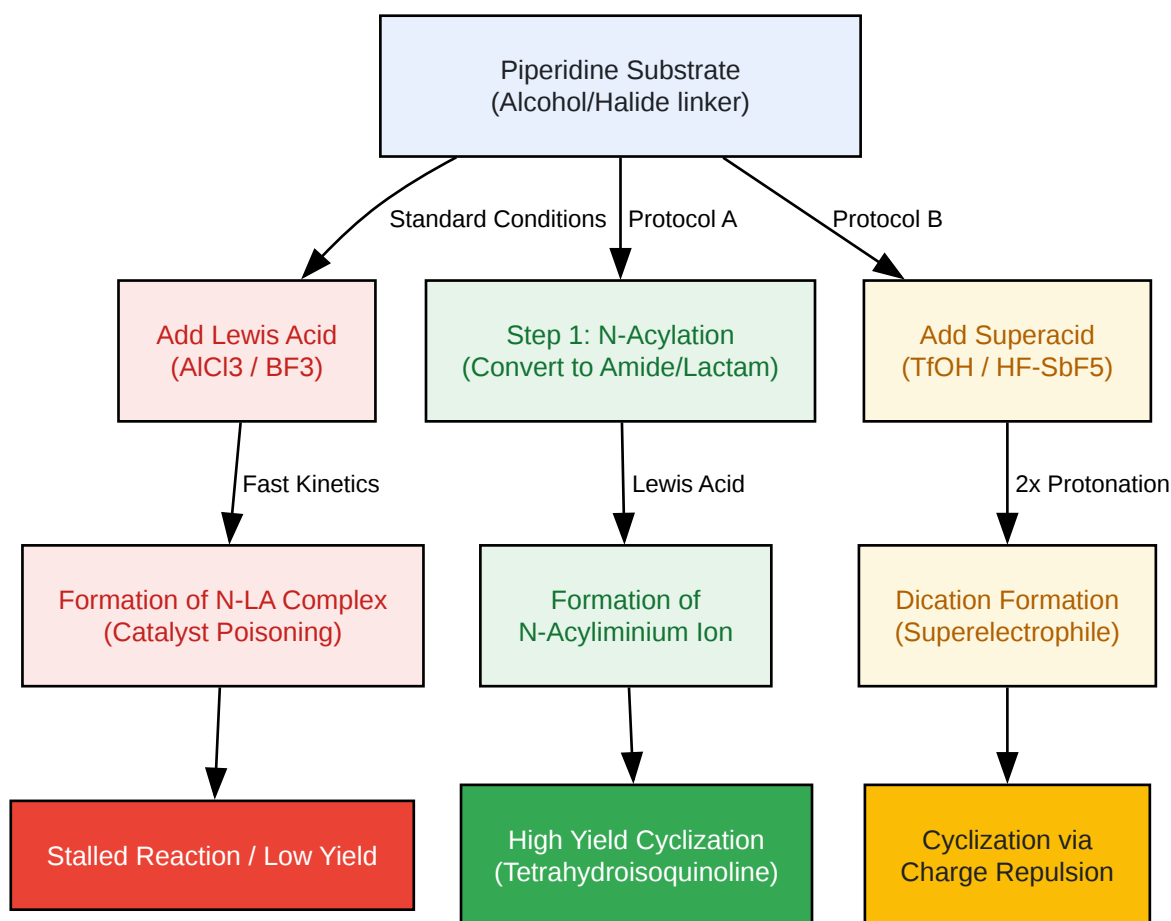 Piperidine Substrate
(Alcohol/Halide linker)
Standard Conditions
Protocol A
Protocol B
Add Lewis Acid
(AlCl3 / BF3)
Step 1: N-Acylation
(Convert to Amide/Lactam)
Add Superacid
(TfOH / HF-SbF5)
Fast Kinetics
Lewis Acid
2x Protonation
Formation of N-LA Complex
(Catalyst Poisoning)
Formation of
N-Acyliminium Ion
Dication Formation
(Superelectrophile)
Stalled Reaction / Low Yield
High Yield Cyclization
(Tetrahydroisoquinoline)
Cyclization via
Charge Repulsion